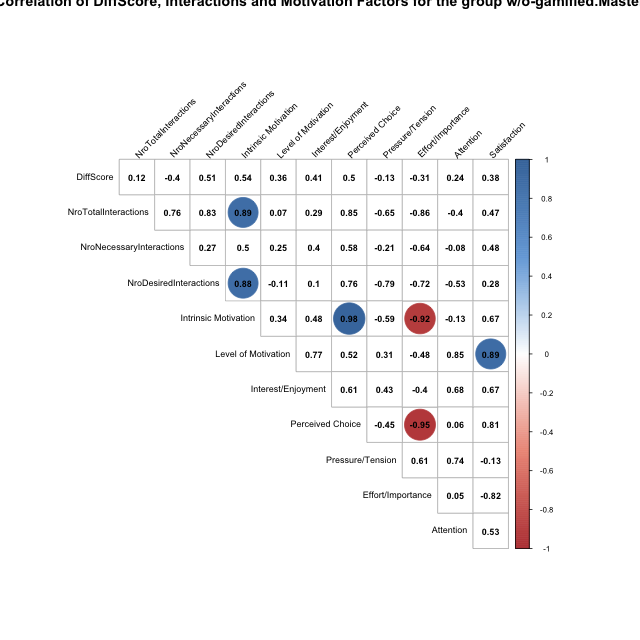 Correlation of DiffScore, Interactions and Motivation Factors for the group w/o-gamified.Maste
NroTotalInteractions
NroNecessaryInteractions
NroDesiredInteractions
Intrinsic Motivation
Level of Motivation
Interest/Enjoyment
Perceived Choice
Pressure/Tension
Effort/Importance
Attention
Satisfaction
DiffScore 0.12 -0.4 0.51 0.54 0.36 0.41 0.5 -0.13 -0.31 0.24 0.38
NroTotalInteractions 0.76 0.83 0.89 0.07 0.29 0.85 -0.65 -0.86 -0.4 0.47
NroNecessaryInteractions 0.27 0.5 0.25 0.4 0.58 -0.21 -0.64 -0.08 0.48
NroDesiredInteractions 0.88 -0.11 0.1 0.76 -0.79 -0.72 -0.53 0.28
Intrinsic Motivation 0.34 0.48 0.98 -0.59 -0.92 -0.13 0.67
Level of Motivation 0.77 0.52 0.31 -0.48 0.85 0.89
Interest/Enjoyment 0.61 0.43 -0.4 0.68 0.67
Perceived Choice -0.45 -0.95 0.06 0.81
Pressure/Tension 0.61 0.74 -0.13
Effort/Importance 0.05 -0.82
Attention 0.53
1
0.8
0.6
0.4
0.2
0
-0.2
-0.4
-0.6
-0.8
-1